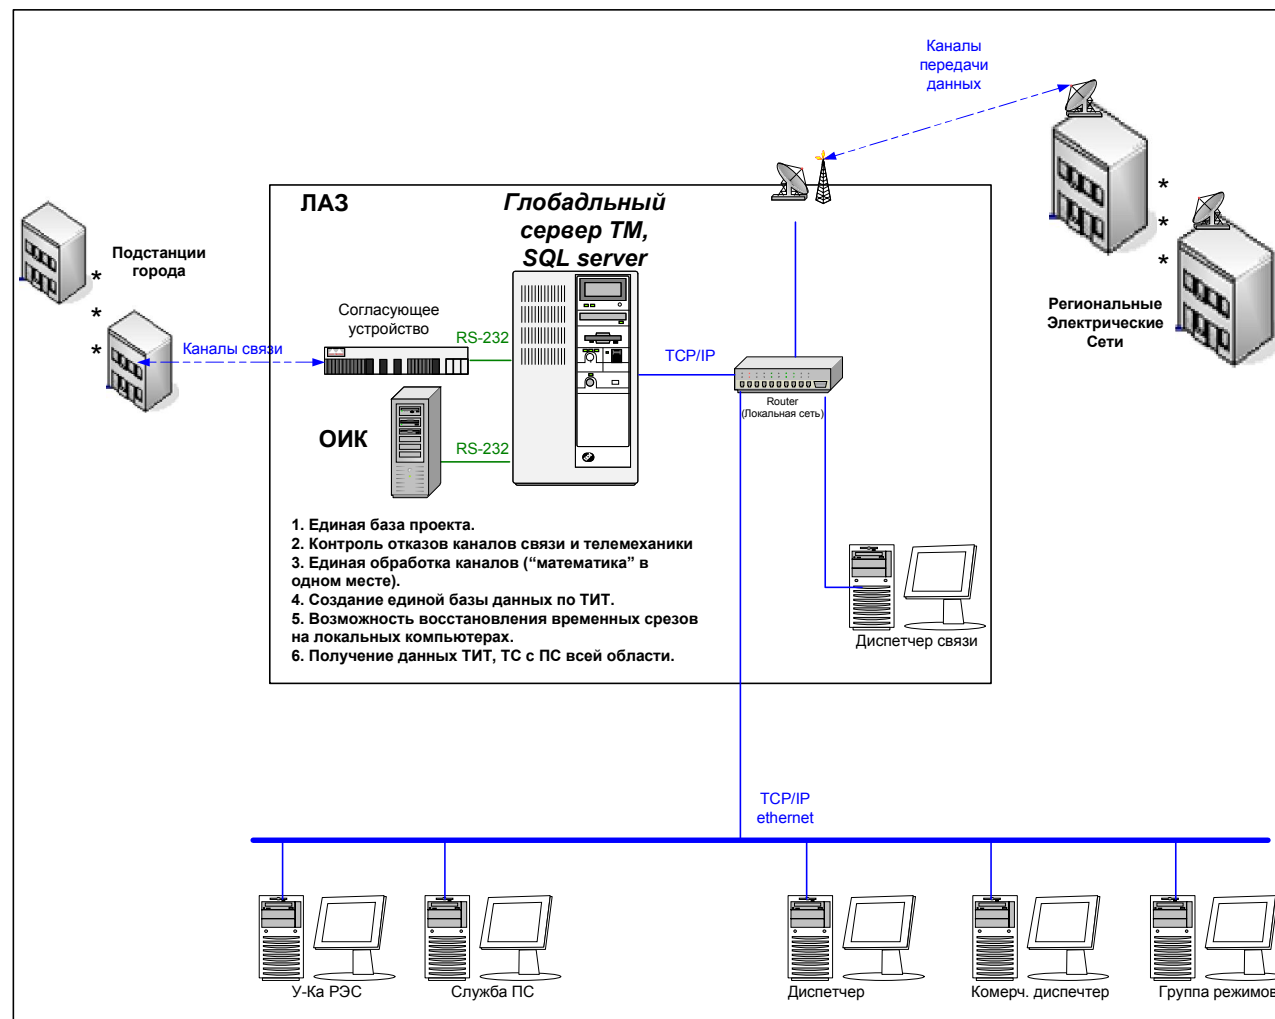 Каналы
передачи
данных
ЛАЗ
Глобадльный
сервер ТМ,
SQL server
Подстанции
города
*
*
*
*
*
*
Региональные
Электрические
Сети
Согласующее
устройство
RS-232
Каналы связи
TCP/IP
Router
(Локальная сеть)
ОИК
RS-232
1. Единая база проекта.
2. Контроль отказов каналов связи и телемеханики
3. Единая обработка каналов (“математика” в
одном месте).
4. Создание единой базы данных по ТИТ.
5. Возможность восстановления временных срезов
на локальных компьютерах.
6. Получение данных ТИТ, ТС с ПС всей области.
Диспетчер связи
TCP/IP
ethernet
У-Ка РЭС
Служба ПС
Диспетчер
Комерч. диспечтер
Группа режимов